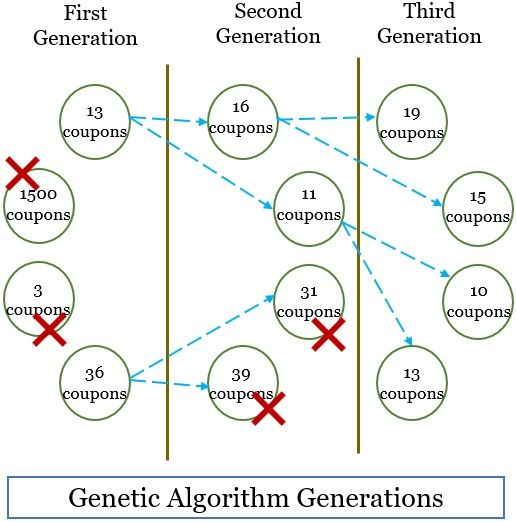 First
Generation
Second
Generation
Third
Generation
13
coupons
16
coupons
19
coupons
1500
coupons
11
coupons
15
coupons
3
coupons
31
coupons
10
coupons
36
coupons
39
coupons
13
coupons
Genetic Algorithm Generations